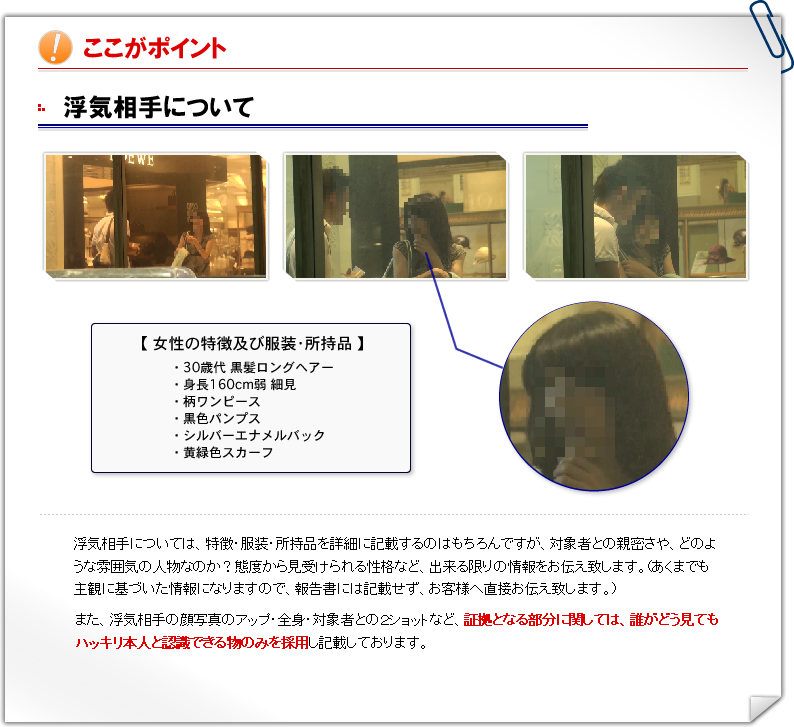 ここがポイント
浮気相手について
LOEWE
【 女性の特徴及び服装・所持品 】
・30歳代 黒髪ロングヘアー
・身長160cm弱 細見
・柄ワンピース
・黒色パンプス
・シルバーエナメルバック
・黄緑色スカーフ
浮気相手については、特徴・服装・所持品を詳細に記載するのはもちろんですが、対象者との親密さや、どのよ
うな雰囲気の人物なのか？態度から見受けられる性格など、出来る限りの情報をお伝え致します。（あくまでも
主観に基づいた情報になりますので、報告書には記載せず、お客様へ直接お伝え致します。）
また、浮気相手の顔写真のアップ・全身・対象者との2ショットなど、証拠となる部分に関しては、誰がどう見ても
ハッキリ本人と認識できる物のみを採用し記載しております。